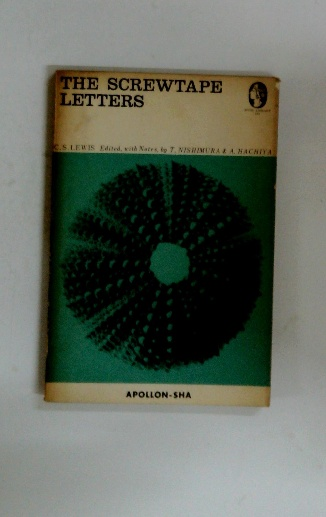 THE SCREWTAPE
LETTERS
C. S. LEWIS Edited, with Notes, by T. NISHIMURA & A. HACHIYA
APOLLON-SHA